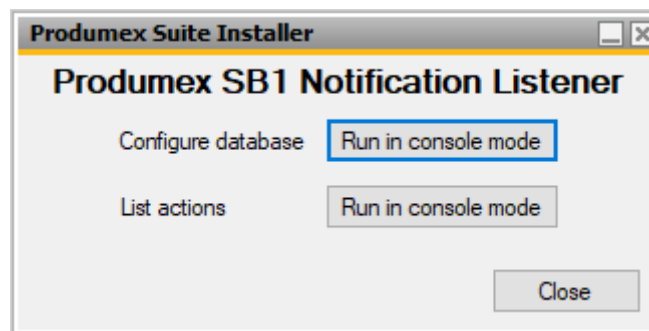 Produmex Suite Installer
Produmex SB1 Notification Listener
Configure database Run in console mode
List actions Run in console mode
Close